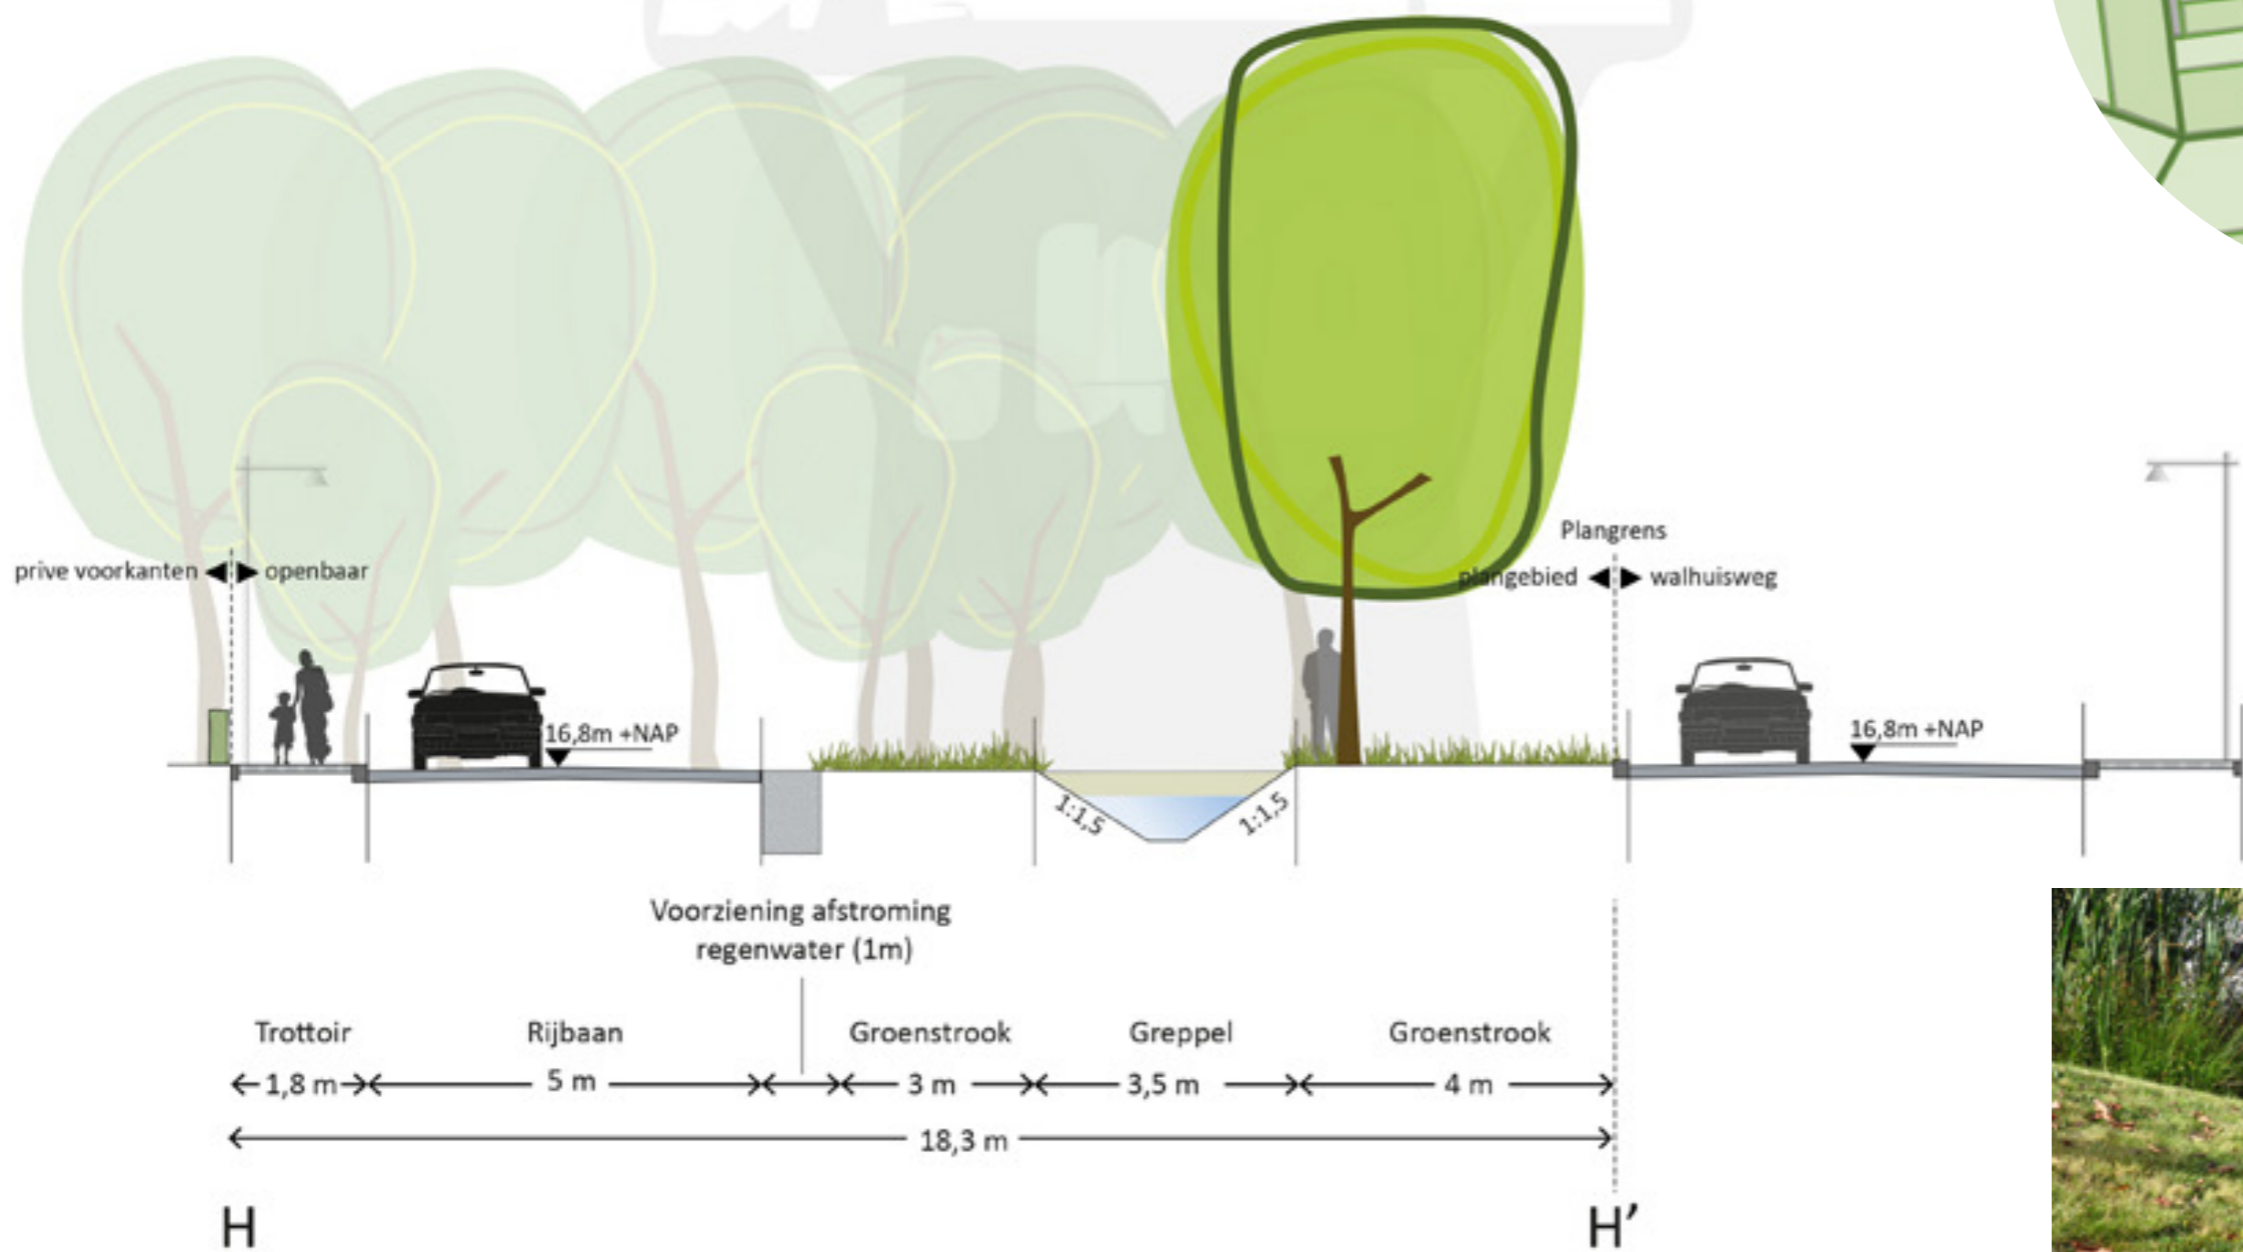 Plangrens
prive voorkanten openbaar
plangebied walhuisweg
16,8m +NAP
16,8m +NAP
1:1,5
1:1,5
Voorziening afstroming
regenwater (1m)
Trottoir Rijbaan Groenstrook Greppel Groenstrook
1,8 m 5 m 3 m 3,5 m 4 m
18,3 m
H H’